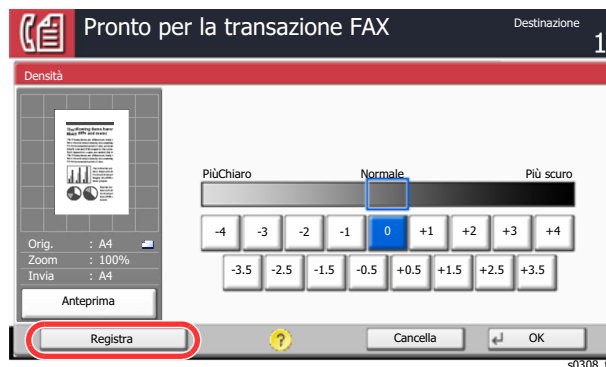 Pronto per la transazione FAX
Destinazione
1
Densità
PiùChiaro Normale Più scuro
-4 -3 -2 -1 0 +1 +2 +3 +4
-3.5 -2.5 -1.5 -0.5 +0.5 +1.5 +2.5 +3.5
Orig. : A4
Zoom : 100%
Invia : A4
Anteprima
Registra ? Cancella OK